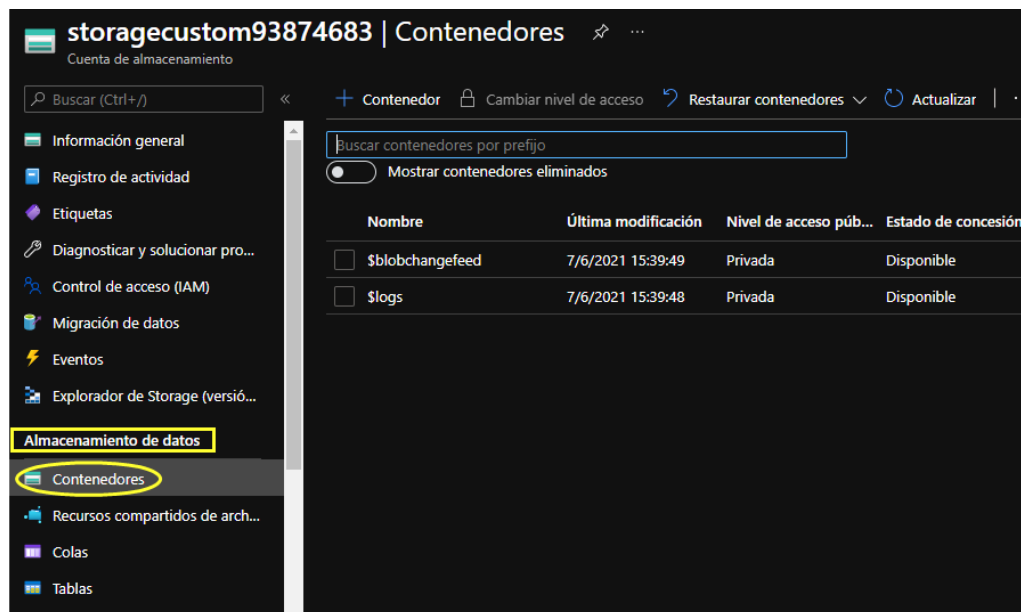 storagecustom93874683 | Contenedores
Cuenta de almacenamiento
Buscar (Ctrl+/)
Información general
Registro de actividad
Etiquetas
Diagnosticar y solucionar pro...
Control de acceso (IAM)
Migración de datos
Eventos
Explorador de Storage (versió...
Almacenamiento de datos
Contenedores
Recursos compartidos de arch...
Colas
Tablas
Contenedor Cambiar nivel de acceso Restaurar contenedores Actualizar
Buscar contenedores por prefijo
Mostrar contenedores eliminados
Nombre Última modificación Nivel de acceso púb... Estado de concesión
$blobchangefeed 7/6/2021 15:39:49 Privada Disponible
$logs 7/6/2021 15:39:48 Privada Disponible